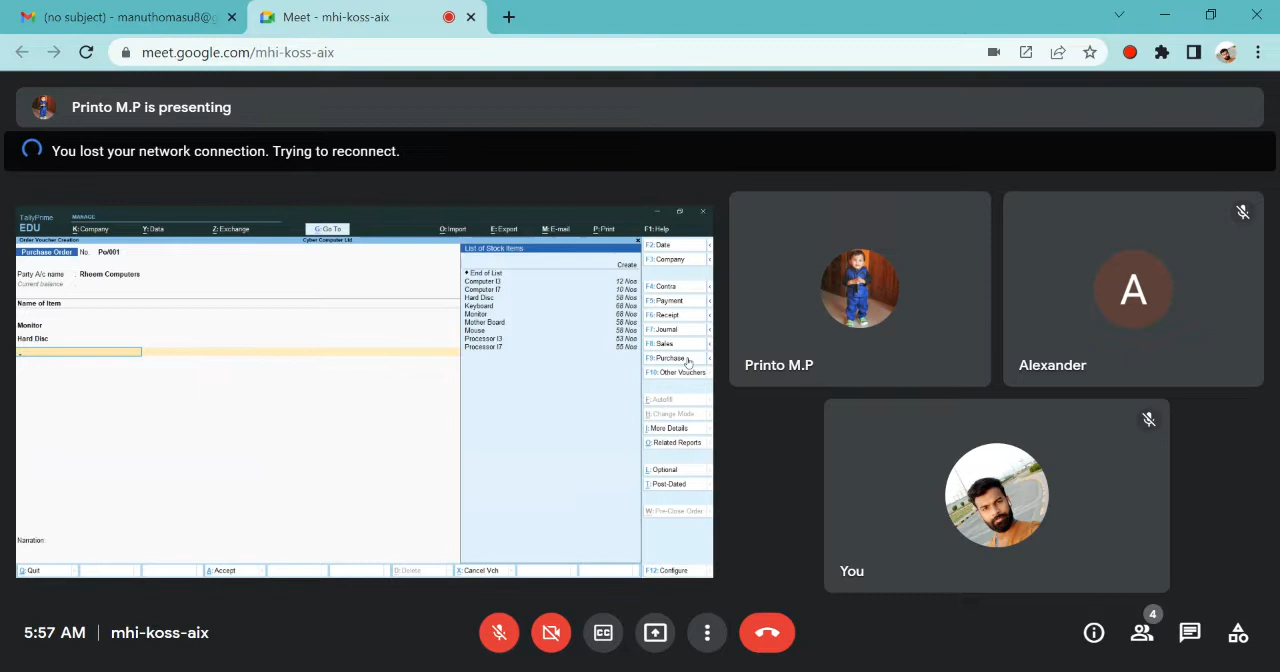 (no subject) - manuthomasu8@g
Meet - mhi-koss-aix
meet.google.com/mhi-koss-aix
Printo M.P is presenting
You lost your network connection. Trying to reconnect.
TallyPrime
EDU
MANAGE
K:Company
Y:Data
Z:Exchange
G:Go To
O:Import
E:Export
M:E-mail
P:Print
F1:Help
Order Voucher Creation
Cyber Computer Ltd
Purchase Order No. Po/001
Party A/c name : Rheem Computers
Current balance :
Name of Item
Monitor
Hard Disc
Narration:
List of Stock Items
Create
♦ End of List
Computer I3 12 Nos
Computer I7 10 Nos
Hard Disc 58 Nos
Keyboard 68 Nos
Monitor 68 Nos
Mother Board 58 Nos
Mouse 58 Nos
Processor I3 53 Nos
Processor I7 55 Nos
F2:Date
F3:Company
F4:Contra
F5:Payment
F6:Receipt
F7:Journal
F8:Sales
F9:Purchase
F10:Other Vouchers
F:Autofill
H:Change Mode
I:More Details
O:Related Reports
L:Optional
T:Post-Dated
W:Pre-Close Order
F12:Configure
Q:Quit
A:Accept
D:Delete
X:Cancel Vch
Printo M.P
A
Alexander
You
5:57 AM | mhi-koss-aix
CC
4